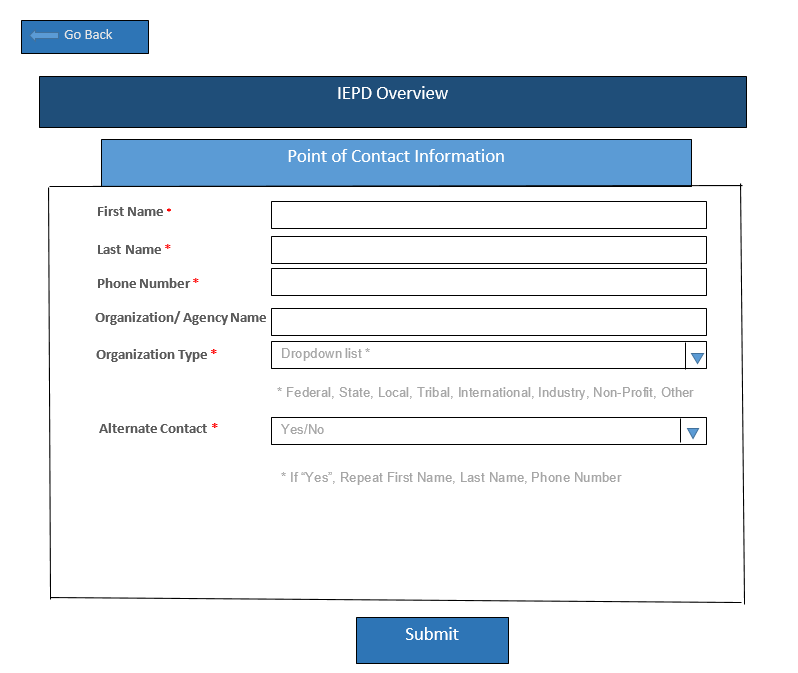 Go Back
IEPD Overview
Point of Contact Information
First Name *
Last Name *
Phone Number *
Organization/ Agency Name
Organization Type *
Dropdown list *
* Federal, State, Local, Tribal, International, Industry, Non-Profit, Other
Alternate Contact *
Yes/No
* If “Yes”, Repeat First Name, Last Name, Phone Number
Submit